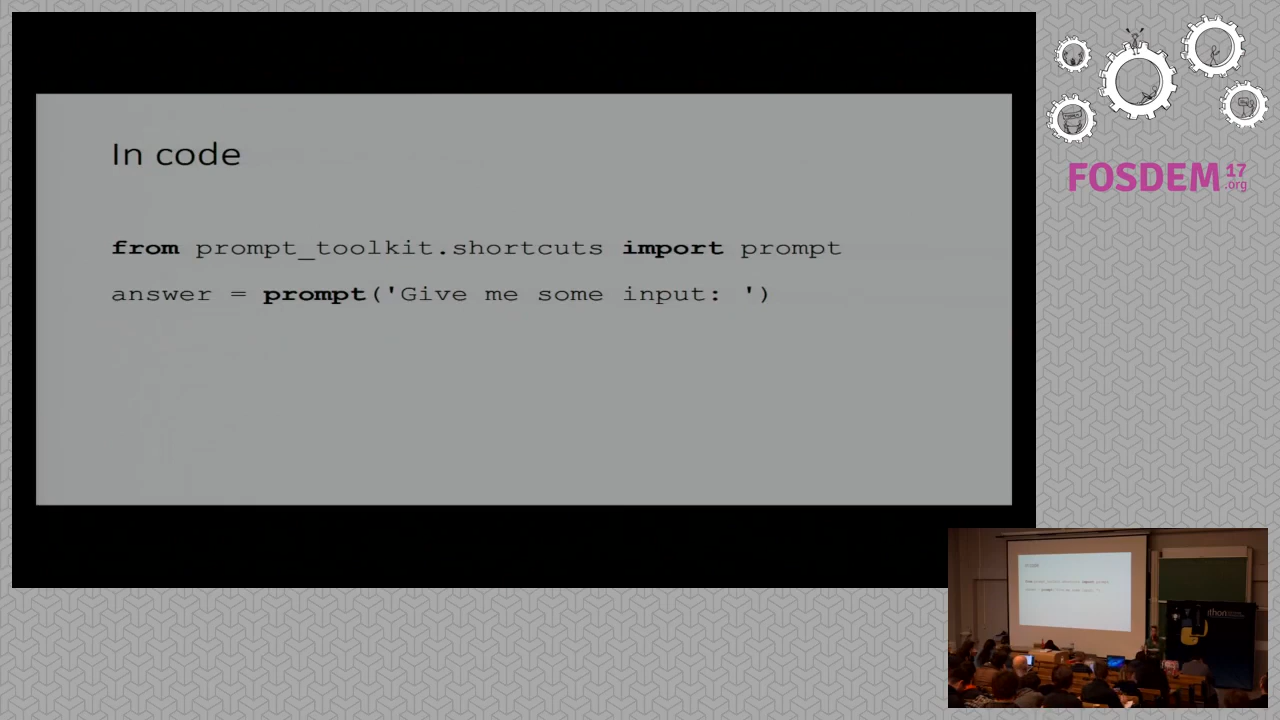 In code
from prompt_toolkit.shortcuts import prompt
answer = prompt('Give me some input: ')
FOSDEM 17
.org